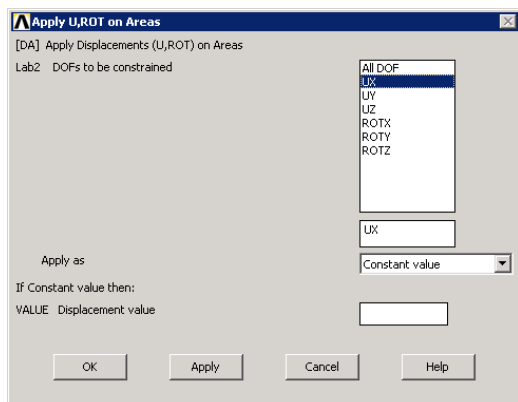 Apply U,ROT on Areas
[DA] Apply Displacements (U,ROT) on Areas
Lab2 DOFs to be constrained
All DOF
UX
UY
UZ
ROTX
ROTY
ROTZ
UX
Apply as
Constant value
If Constant value then:
VALUE Displacement value
OK
Apply
Cancel
Help